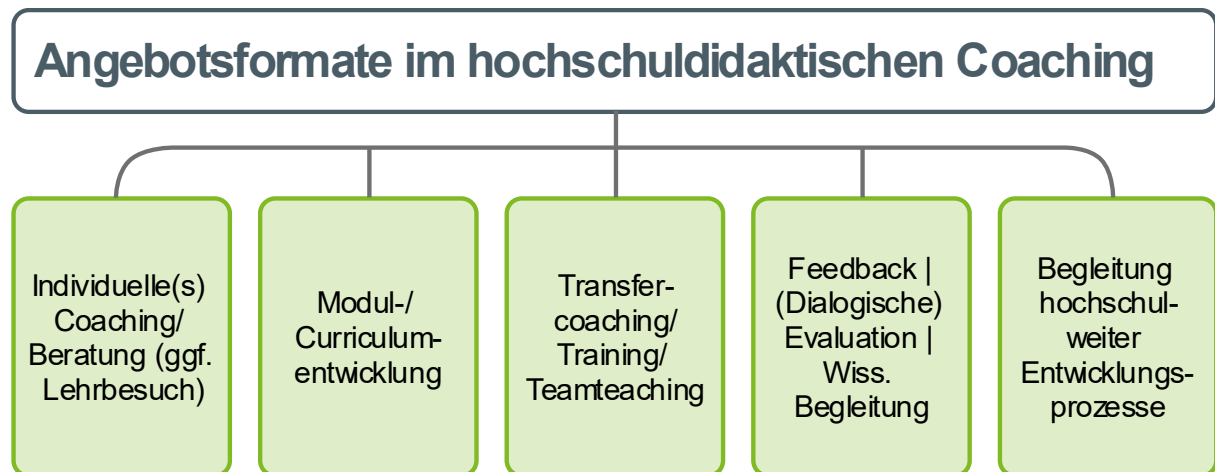 Angebotsformate im hochschuldidaktischen Coaching
Individuelle(s)
Coaching/
Beratung (ggf.
Lehrbesuch)
Modul-/
Curriculum-
entwicklung
Transfer-
coaching/
Training/
Teamteaching
Feedback |
(Dialogische)
Evaluation |
Wiss.
Begleitung
Begleitung
hochschul-
weiter
Entwicklungs-
prozesse